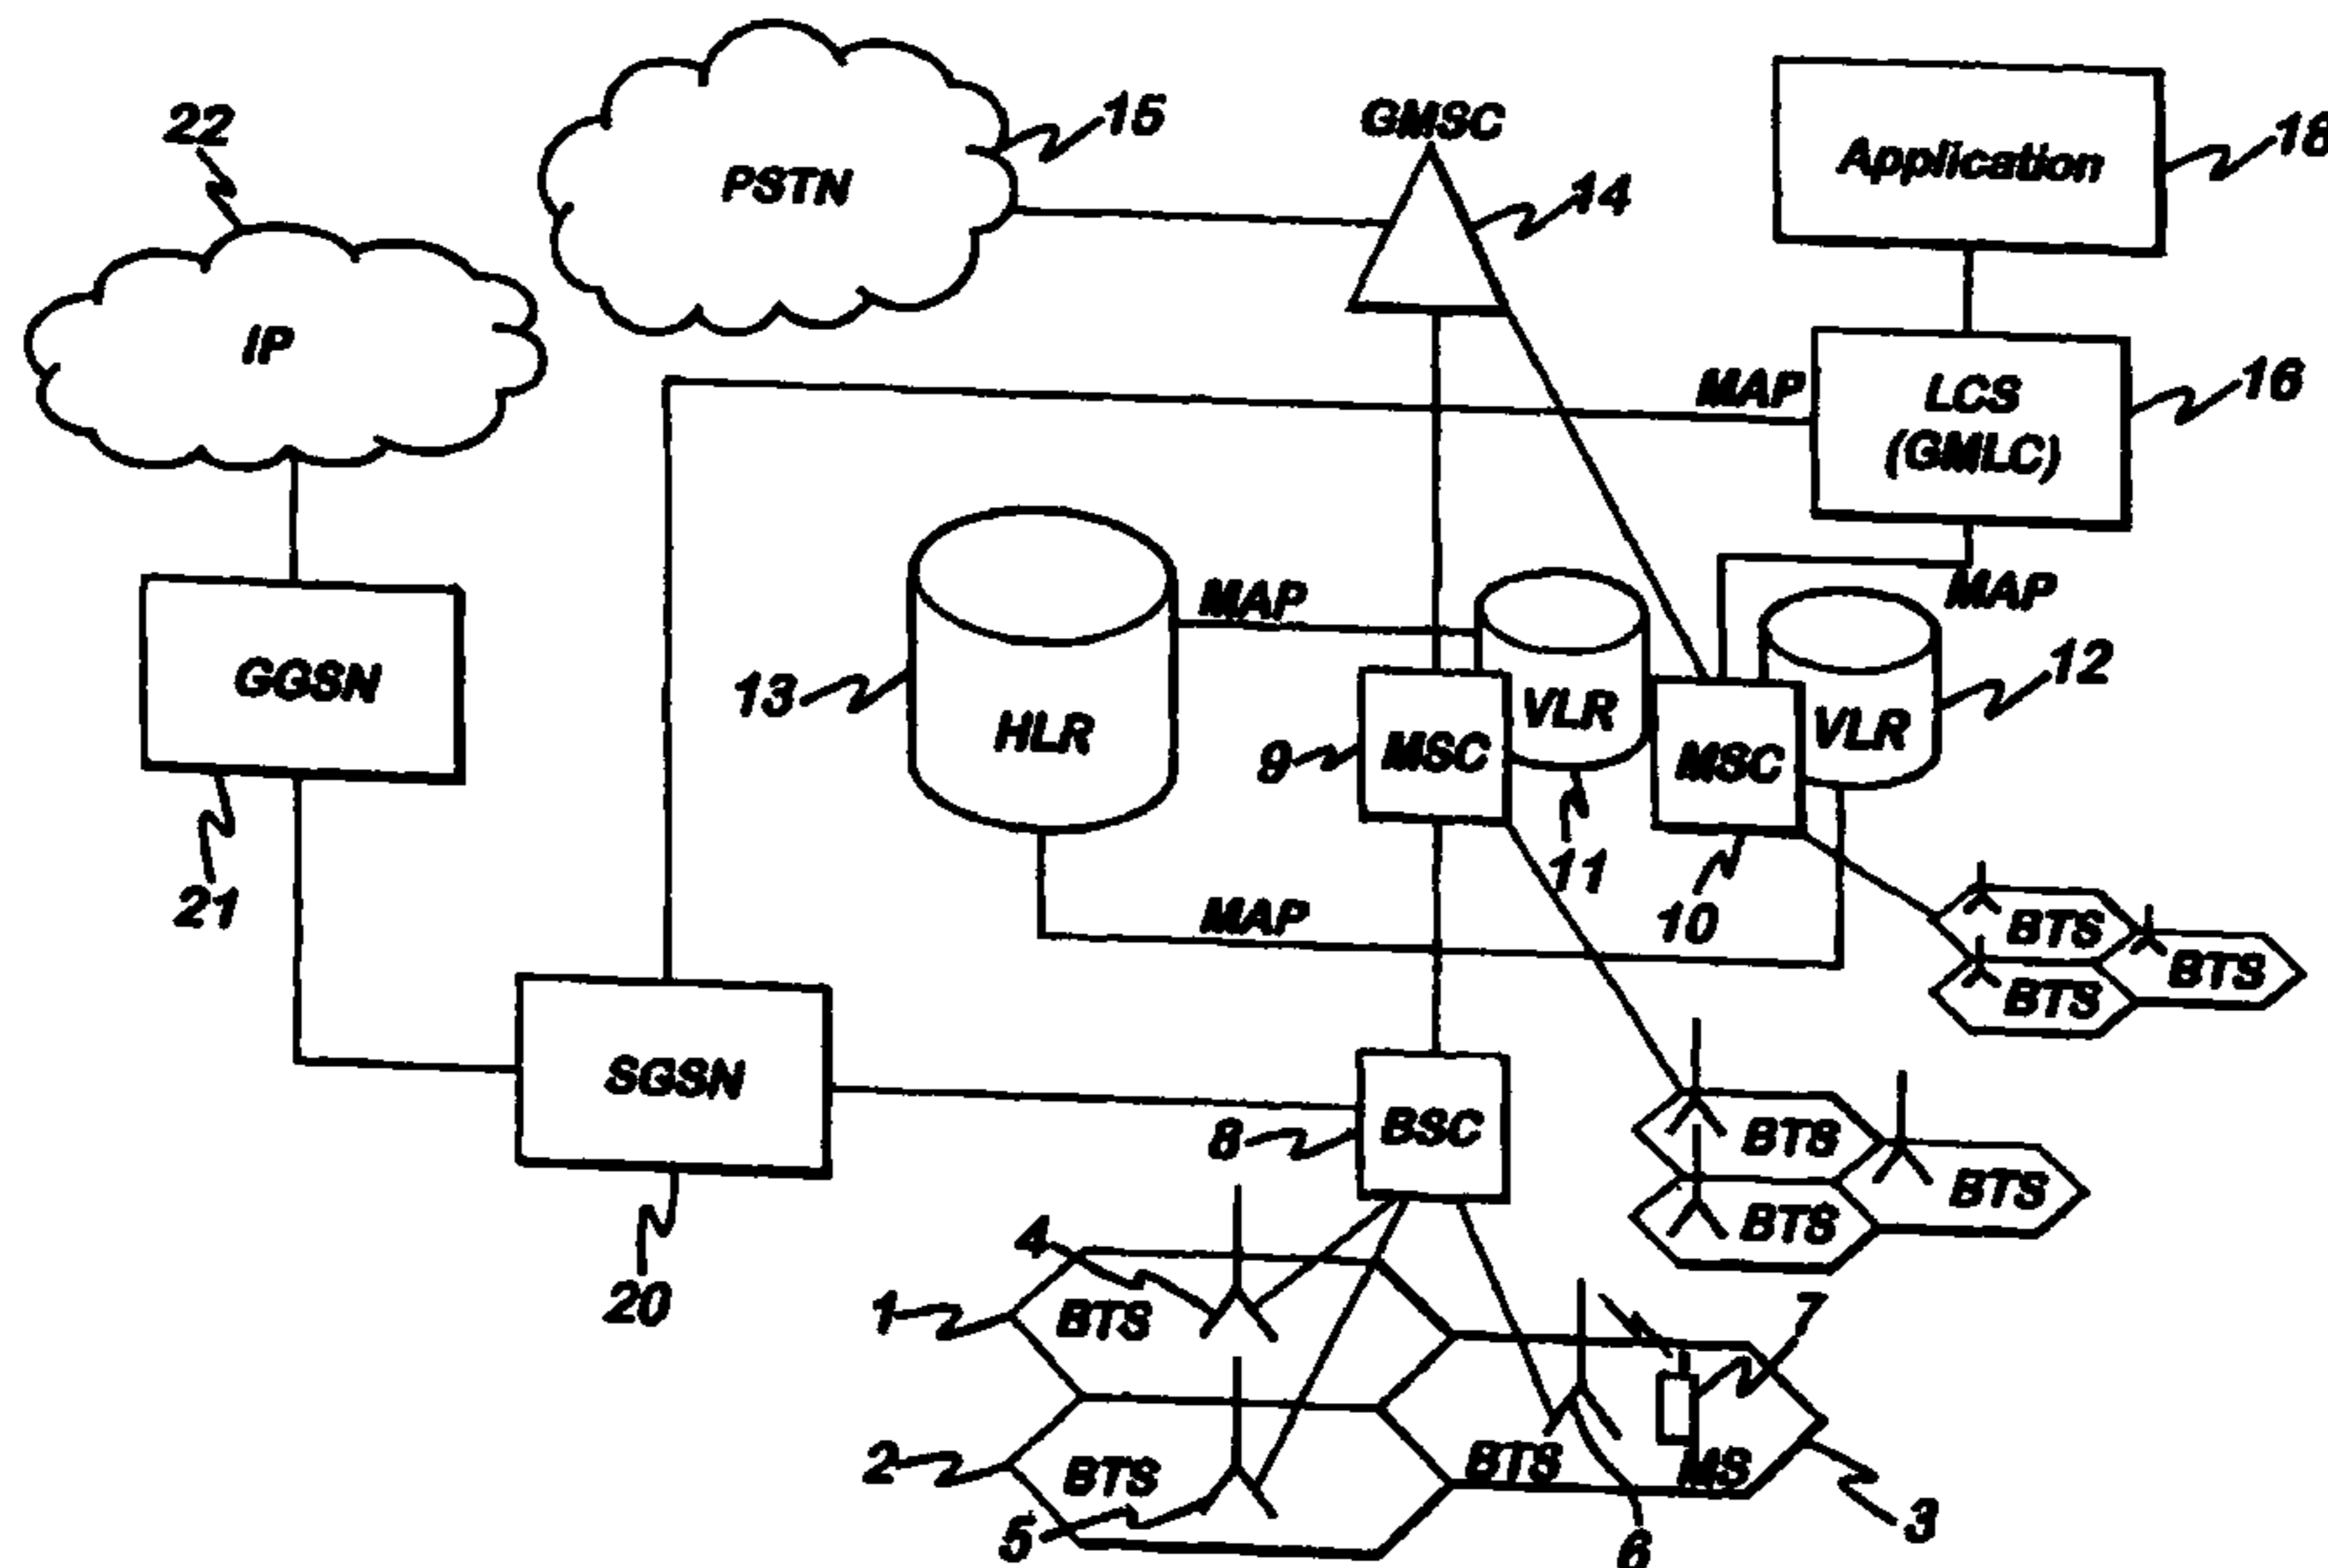 22
PSTN
15
GMSC
14
Application
18
IP
MAP
LCS
(GMLC)
16
GGSN
21
13
HLR
MAP
9
MSC
VLR
11
MAP
MSC
10
VLR
12
MAP
BTS
BTS
BTS
SGSN
20
8
BSC
BTS
BTS
BTS
4
1
BTS
2
BTS
5
BTS
7
MS
6
3